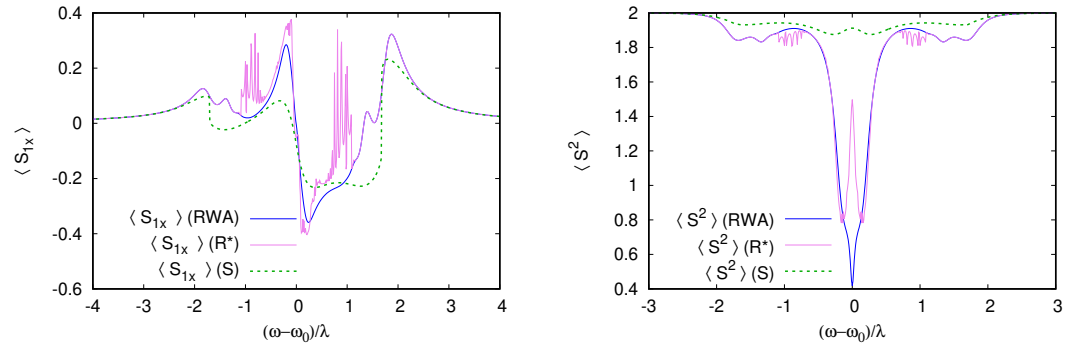 ⟨ S1x ⟩
0.4
0.2
0
-0.2
-0.4
-0.6
⟨ S1x ⟩ (RWA)
⟨ S1x ⟩ (R*)
⟨ S1x ⟩ (S)
-4 -3 -2 -1 0 1 2 3 4
(ω−ω0)/λ
⟨ S² ⟩
2
1.8
1.6
1.4
1.2
1
0.8
0.6
0.4
⟨ S² ⟩ (RWA)
⟨ S² ⟩ (R*)
⟨ S² ⟩ (S)
-3 -2 -1 0 1 2 3
(ω−ω0)/λ